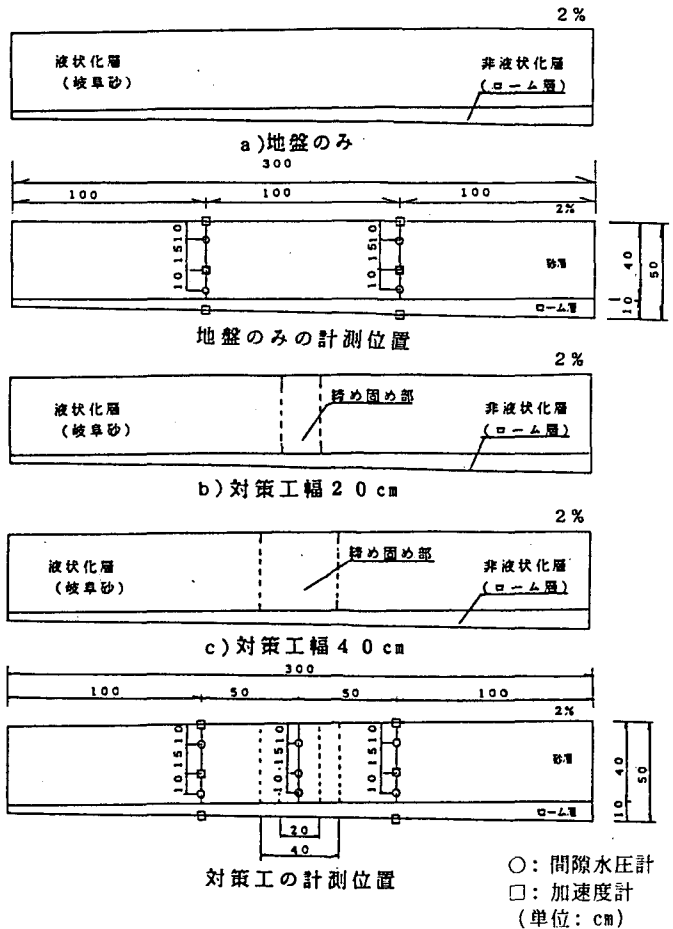 2%
液状化層
(岐阜砂)
非液状化層
(ローム層)
a)地盤のみ
300
100
100
100
2%
10
15
10
10
15
10
砂層
ローム層
40
10
50
地盤のみの計測位置
2%
液状化層
(岐阜砂)
締め固め部
非液状化層
(ローム層)
b)対策工幅20cm
2%
液状化層
(岐阜砂)
締め固め部
非液状化層
(ローム層)
c)対策工幅40cm
300
100
50
50
100
2%
10
15
10
10
15
10
10
15
10
砂層
ローム層
40
10
50
20
40
対策工の計測位置
○:間隙水圧計
□:加速度計
(単位:cm)